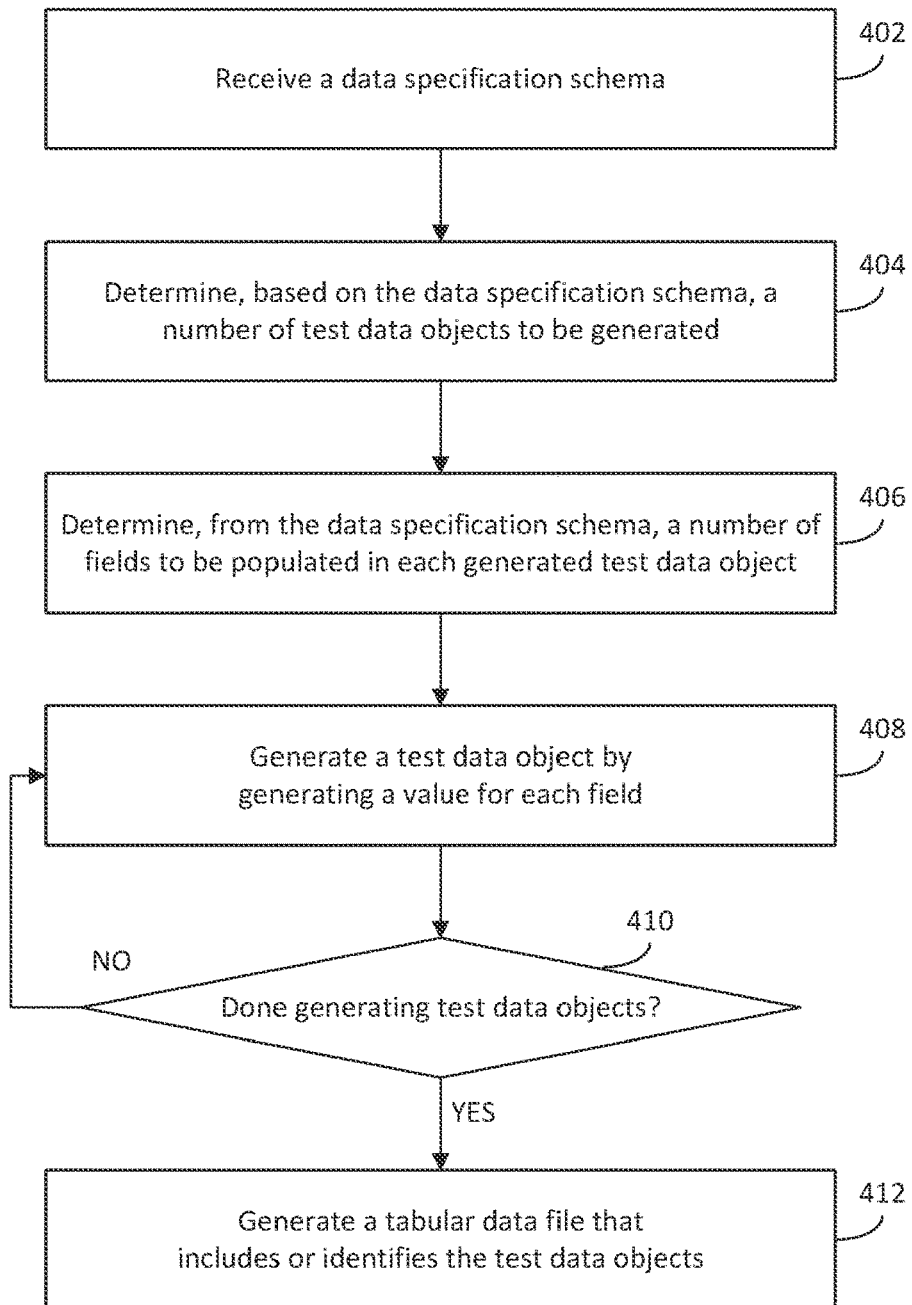 402
Receive a data specification schema
404
Determine, based on the data specification schema, a
number of test data objects to be generated
406
Determine, from the data specification schema, a number of
fields to be populated in each generated test data object
408
Generate a test data object by
generating a value for each field
410
NO
Done generating test data objects?
YES
412
Generate a tabular data file that
includes or identifies the test data objects